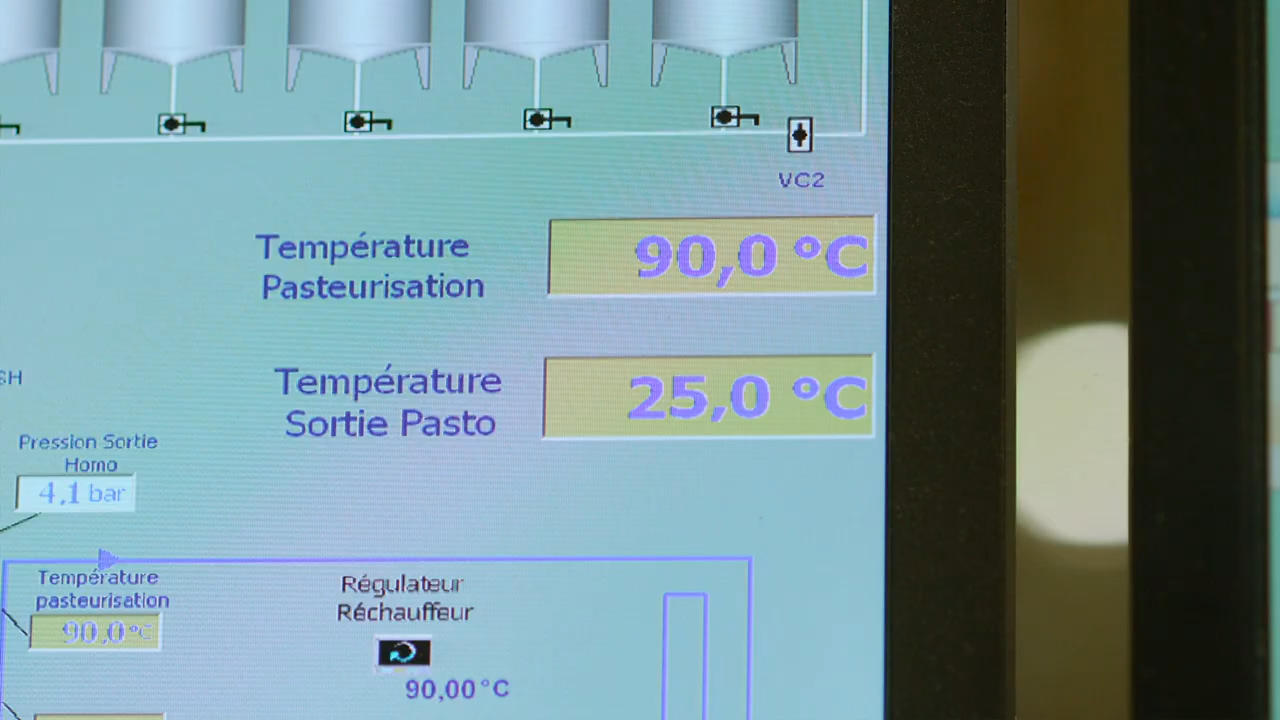 VC2
Température
Pasteurisation
90,0 °C
Température
Sortie Pasto
25,0 °C
SH
Pression Sortie
Homo
4,1 bar
Température
pasteurisation
90,0°C
Régulateur
Réchauffeur
90,00°C